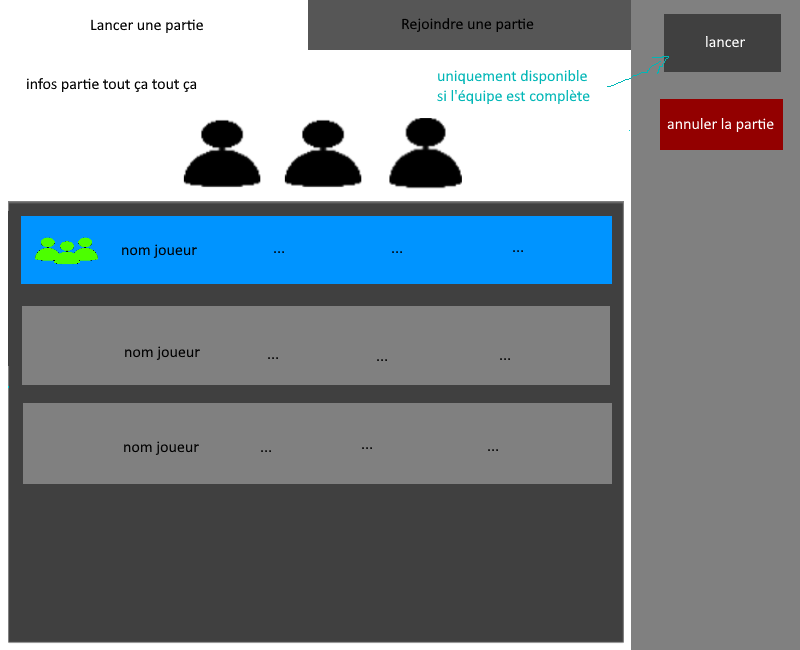 Lancer une partie
Rejoindre une partie
lancer
infos partie tout ça tout ça
uniquement disponible
si l'équipe est complète
annuler la partie
nom joueur ... ... ...
nom joueur ... ... ...
nom joueur ... ... ...